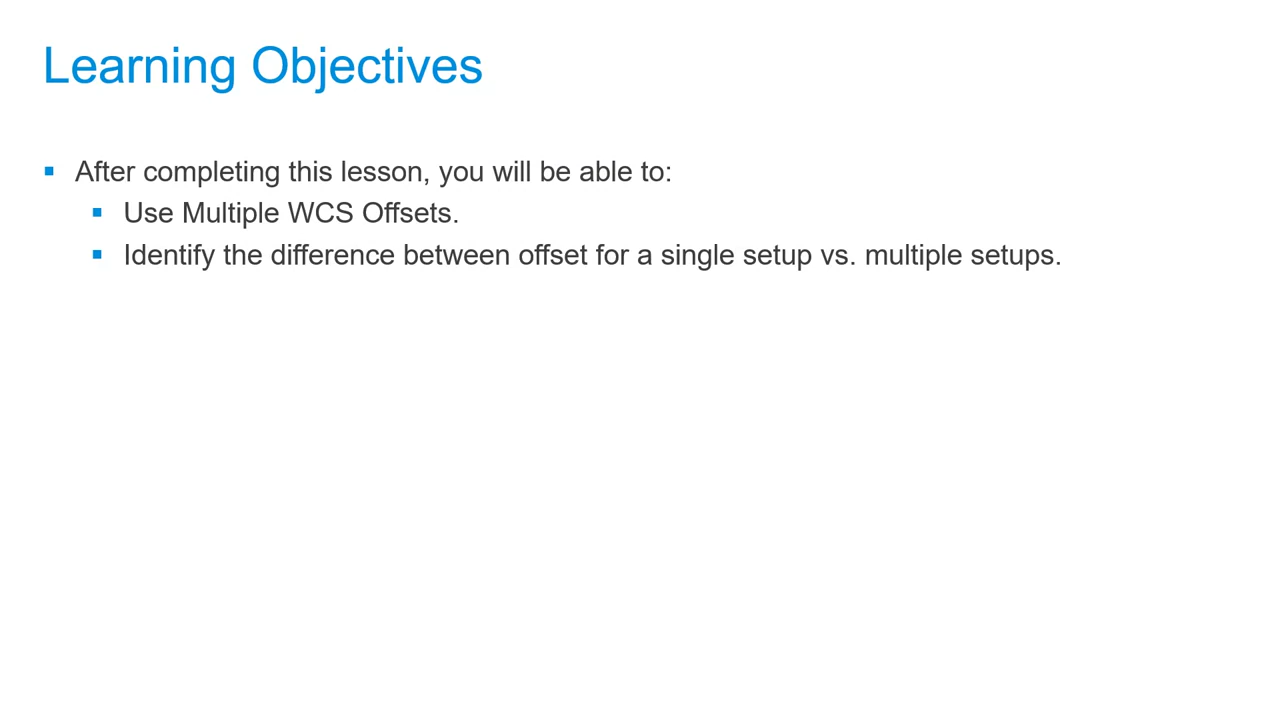 Learning Objectives
▪ After completing this lesson, you will be able to:
▪ Use Multiple WCS Offsets.
▪ Identify the difference between offset for a single setup vs. multiple setups.